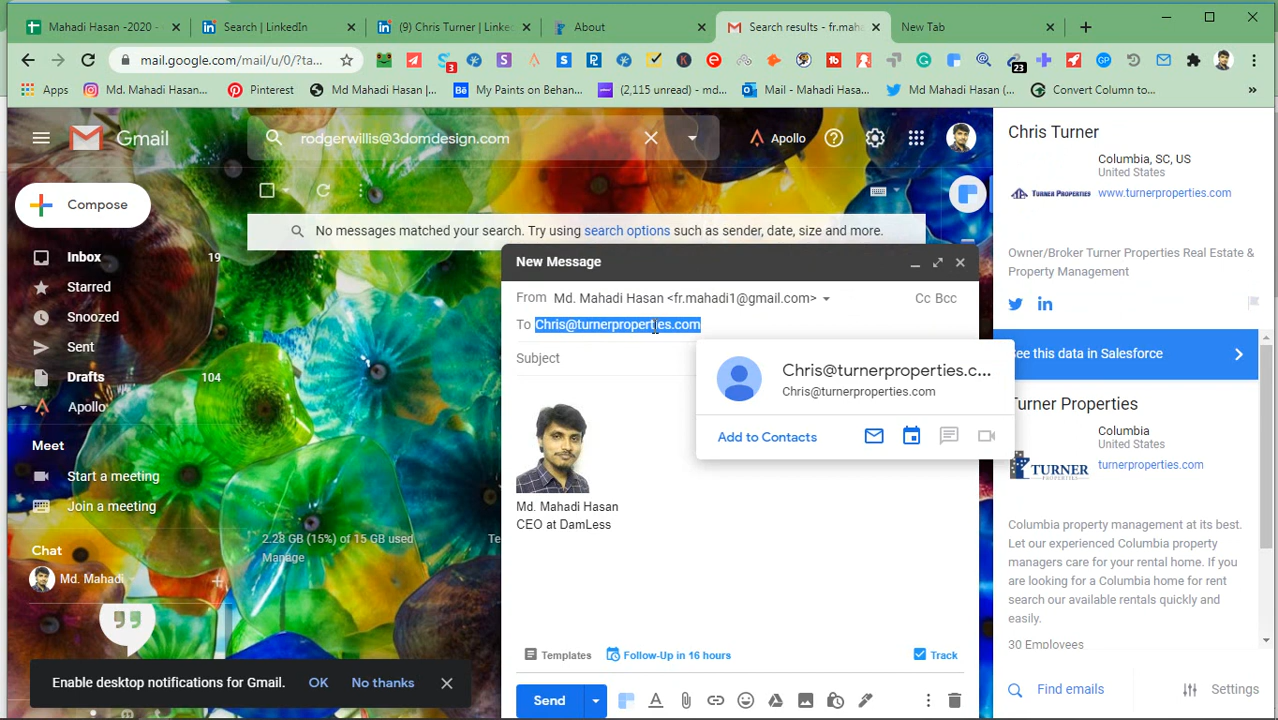 Mahadi Hasan -2020 -
Search | LinkedIn
(9) Chris Turner | Linke
About
Search results - fr.maha
New Tab
mail.google.com/mail/u/0/?ta...
3
23
GP
Apps
Md. Mahadi Hasan...
Pinterest
Md Mahadi Hasan |...
My Paints on Behan...
(2,115 unread) - md...
Mail - Mahadi Hasa...
Md Mahadi Hasan (...
Convert Column to...
Gmail
rodgerwillis@3domdesign.com
Apollo
Compose
No messages matched your search. Try using search options such as sender, date, size and more.
Inbox 19
Starred
Snoozed
Sent
Drafts 104
Apollo
Meet
Start a meeting
Join a meeting
Chat
Md. Mahadi
2.28 GB (15%) of 15 GB used
Manage
Te
Enable desktop notifications for Gmail. OK No thanks
New Message
From Md. Mahadi Hasan <fr.mahadi1@gmail.com> Cc Bcc
To Chris@turnerproperties.com
Subject
Chris@turnerproperties.c...
Chris@turnerproperties.com
Add to Contacts
Md. Mahadi Hasan
CEO at DamLess
Templates Follow-Up in 16 hours Track
Send
Chris Turner
Columbia, SC, US
United States
TURNER PROPERTIES
www.turnerproperties.com
Owner/Broker Turner Properties Real Estate &
Property Management
See this data in Salesforce
Turner Properties
Columbia
United States
TURNER
PROPERTIES
turnerproperties.com
Columbia property management at its best.
Let our experienced Columbia property
managers care for your rental home. If you
are looking for a Columbia home for rent
search our available rentals quickly and
easily.
30 Employees
Find emails Settings